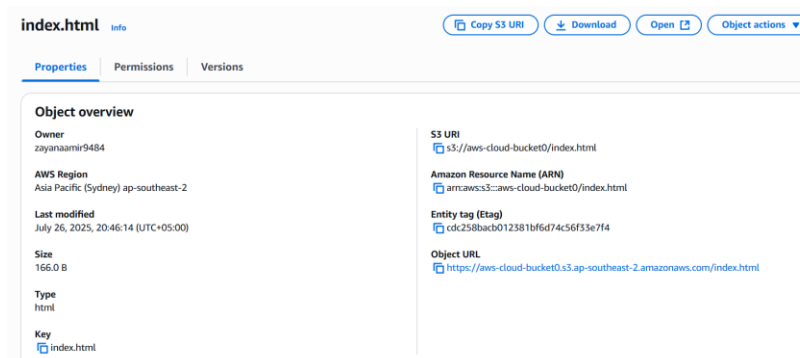 index.html Info
Copy S3 URI Download Open Object actions
Properties Permissions Versions
Object overview
Owner
zayanaamir9484
AWS Region
Asia Pacific (Sydney) ap-southeast-2
Last modified
July 26, 2025, 20:46:14 (UTC+05:00)
Size
166.0 B
Type
html
Key
index.html
S3 URI
s3://aws-cloud-bucket0/index.html
Amazon Resource Name (ARN)
arn:aws:s3:::aws-cloud-bucket0/index.html
Entity tag (Etag)
cdc258bacb012381bf6d74c56f33e7f4
Object URL
https://aws-cloud-bucket0.s3.ap-southeast-2.amazonaws.com/index.html